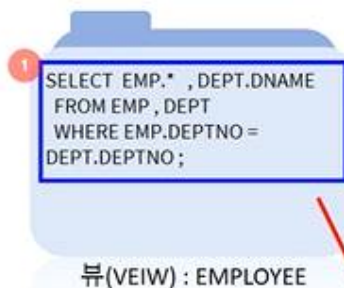 1
SELECT EMP.* , DEPT.DNAME
FROM EMP , DEPT
WHERE EMP.DEPTNO =
DEPT.DEPTNO ;
뷰(VEIW) : EMPLOYEE